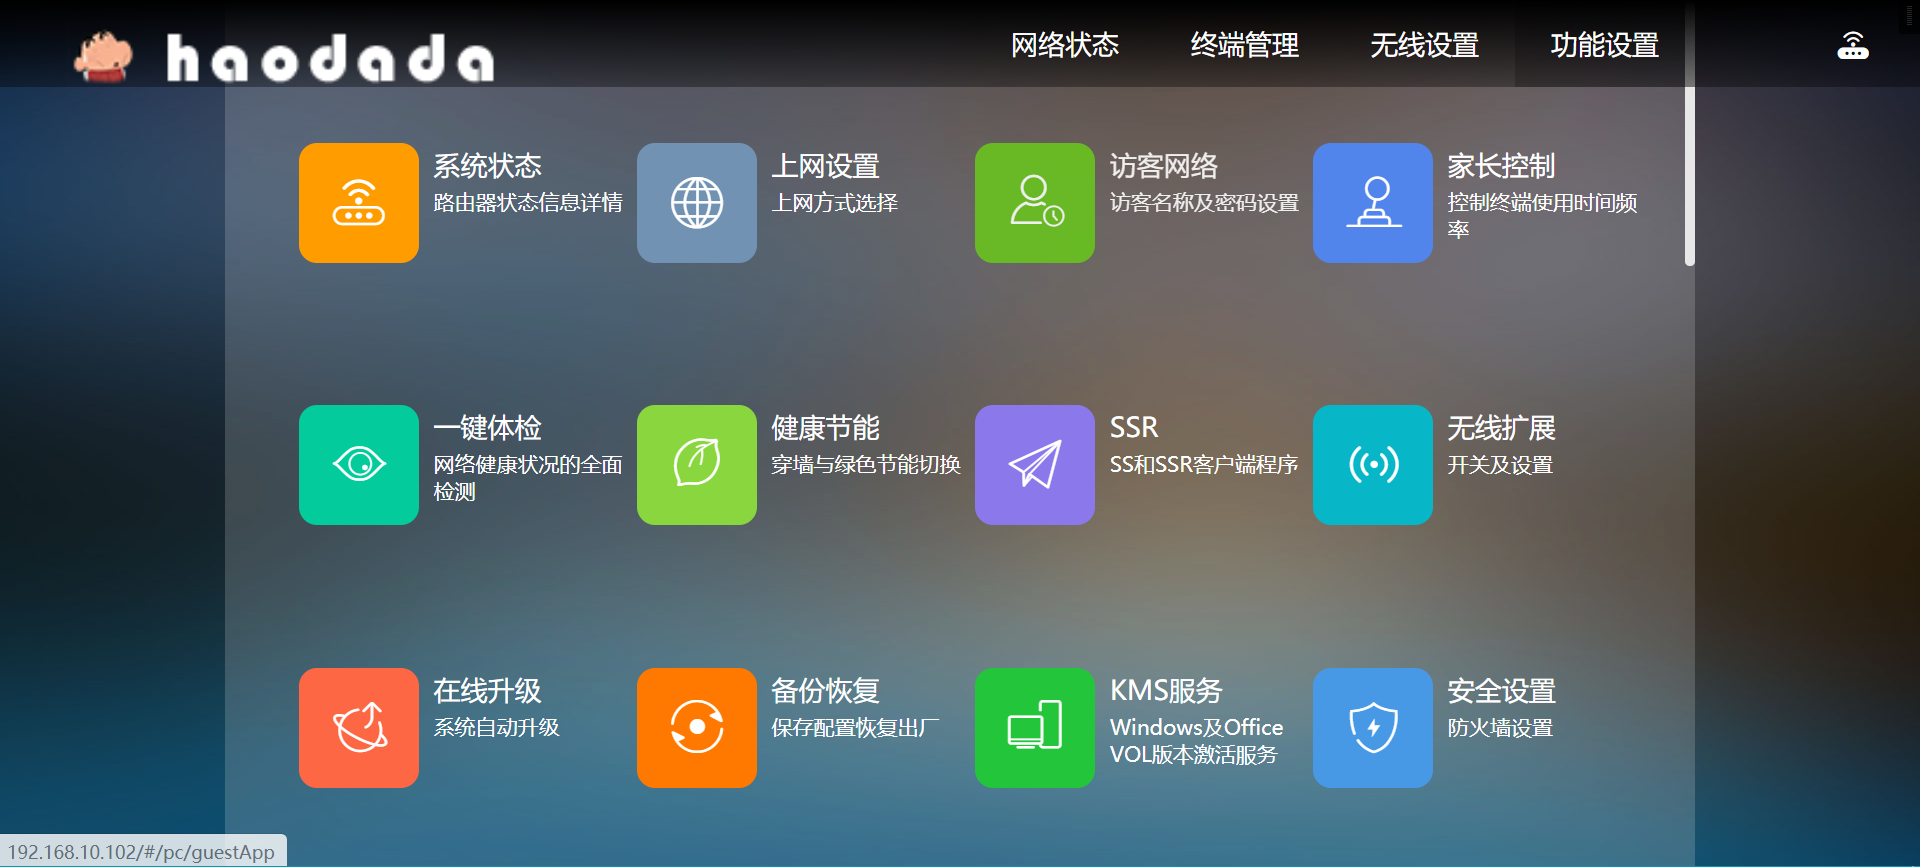 haodada
网络状态
终端管理
无线设置
功能设置
系统状态
路由器状态信息详情
上网设置
上网方式选择
访客网络
访客名称及密码设置
家长控制
控制终端使用时间频
率
一键体检
网络健康状况的全面
检测
健康节能
穿墙与绿色节能切换
SSR
SS和SSR客户端程序
无线扩展
开关及设置
在线升级
系统自动升级
备份恢复
保存配置恢复出厂
KMS服务
Windows及Office
VOL版本激活服务
安全设置
防火墙设置
192.168.10.102/#/pc/guestApp